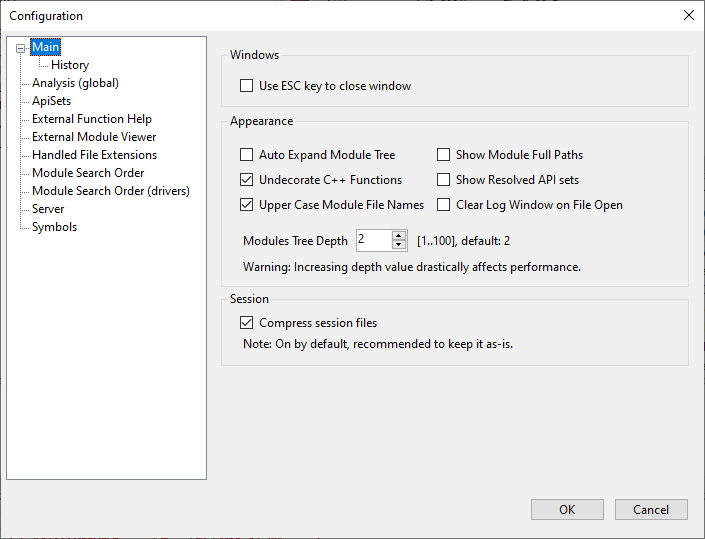 Configuration
Main
History
Analysis (global)
ApiSets
External Function Help
External Module Viewer
Handled File Extensions
Module Search Order
Module Search Order (drivers)
Server
Symbols
Windows
Use ESC key to close window
Appearance
Auto Expand Module Tree
Show Module Full Paths
Undecorate C++ Functions
Show Resolved API sets
Upper Case Module File Names
Clear Log Window on File Open
Modules Tree Depth 2 [1..100], default: 2
Warning: Increasing depth value drastically affects performance.
Session
Compress session files
Note: On by default, recommended to keep it as-is.
OK Cancel